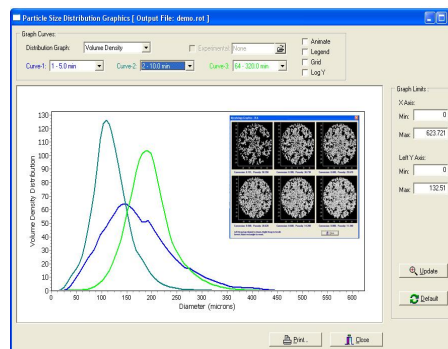 Particle Size Distribution Graphics [ Output File: demo.rot ]
Graph Curves:
Distribution Graph: Volume Density
Experimental: None
Animate
Legend
Grid
Log Y
Curve-1: 1 - 5.0 min
Curve-2: 2 - 10.0 min
Curve-3: 64 - 320.0 min
Graph Limits
X Axis:
Min: 0
Max: 623.721
Left Y Axis:
Min: 0
Max: 132.51
Update
Default
Volume Density Distribution
130
120
110
100
90
80
70
60
50
40
30
20
10
0
0 50 100 150 200 250 300 350 400 450 500 550 600
Diameter (microns)
Print..
Close